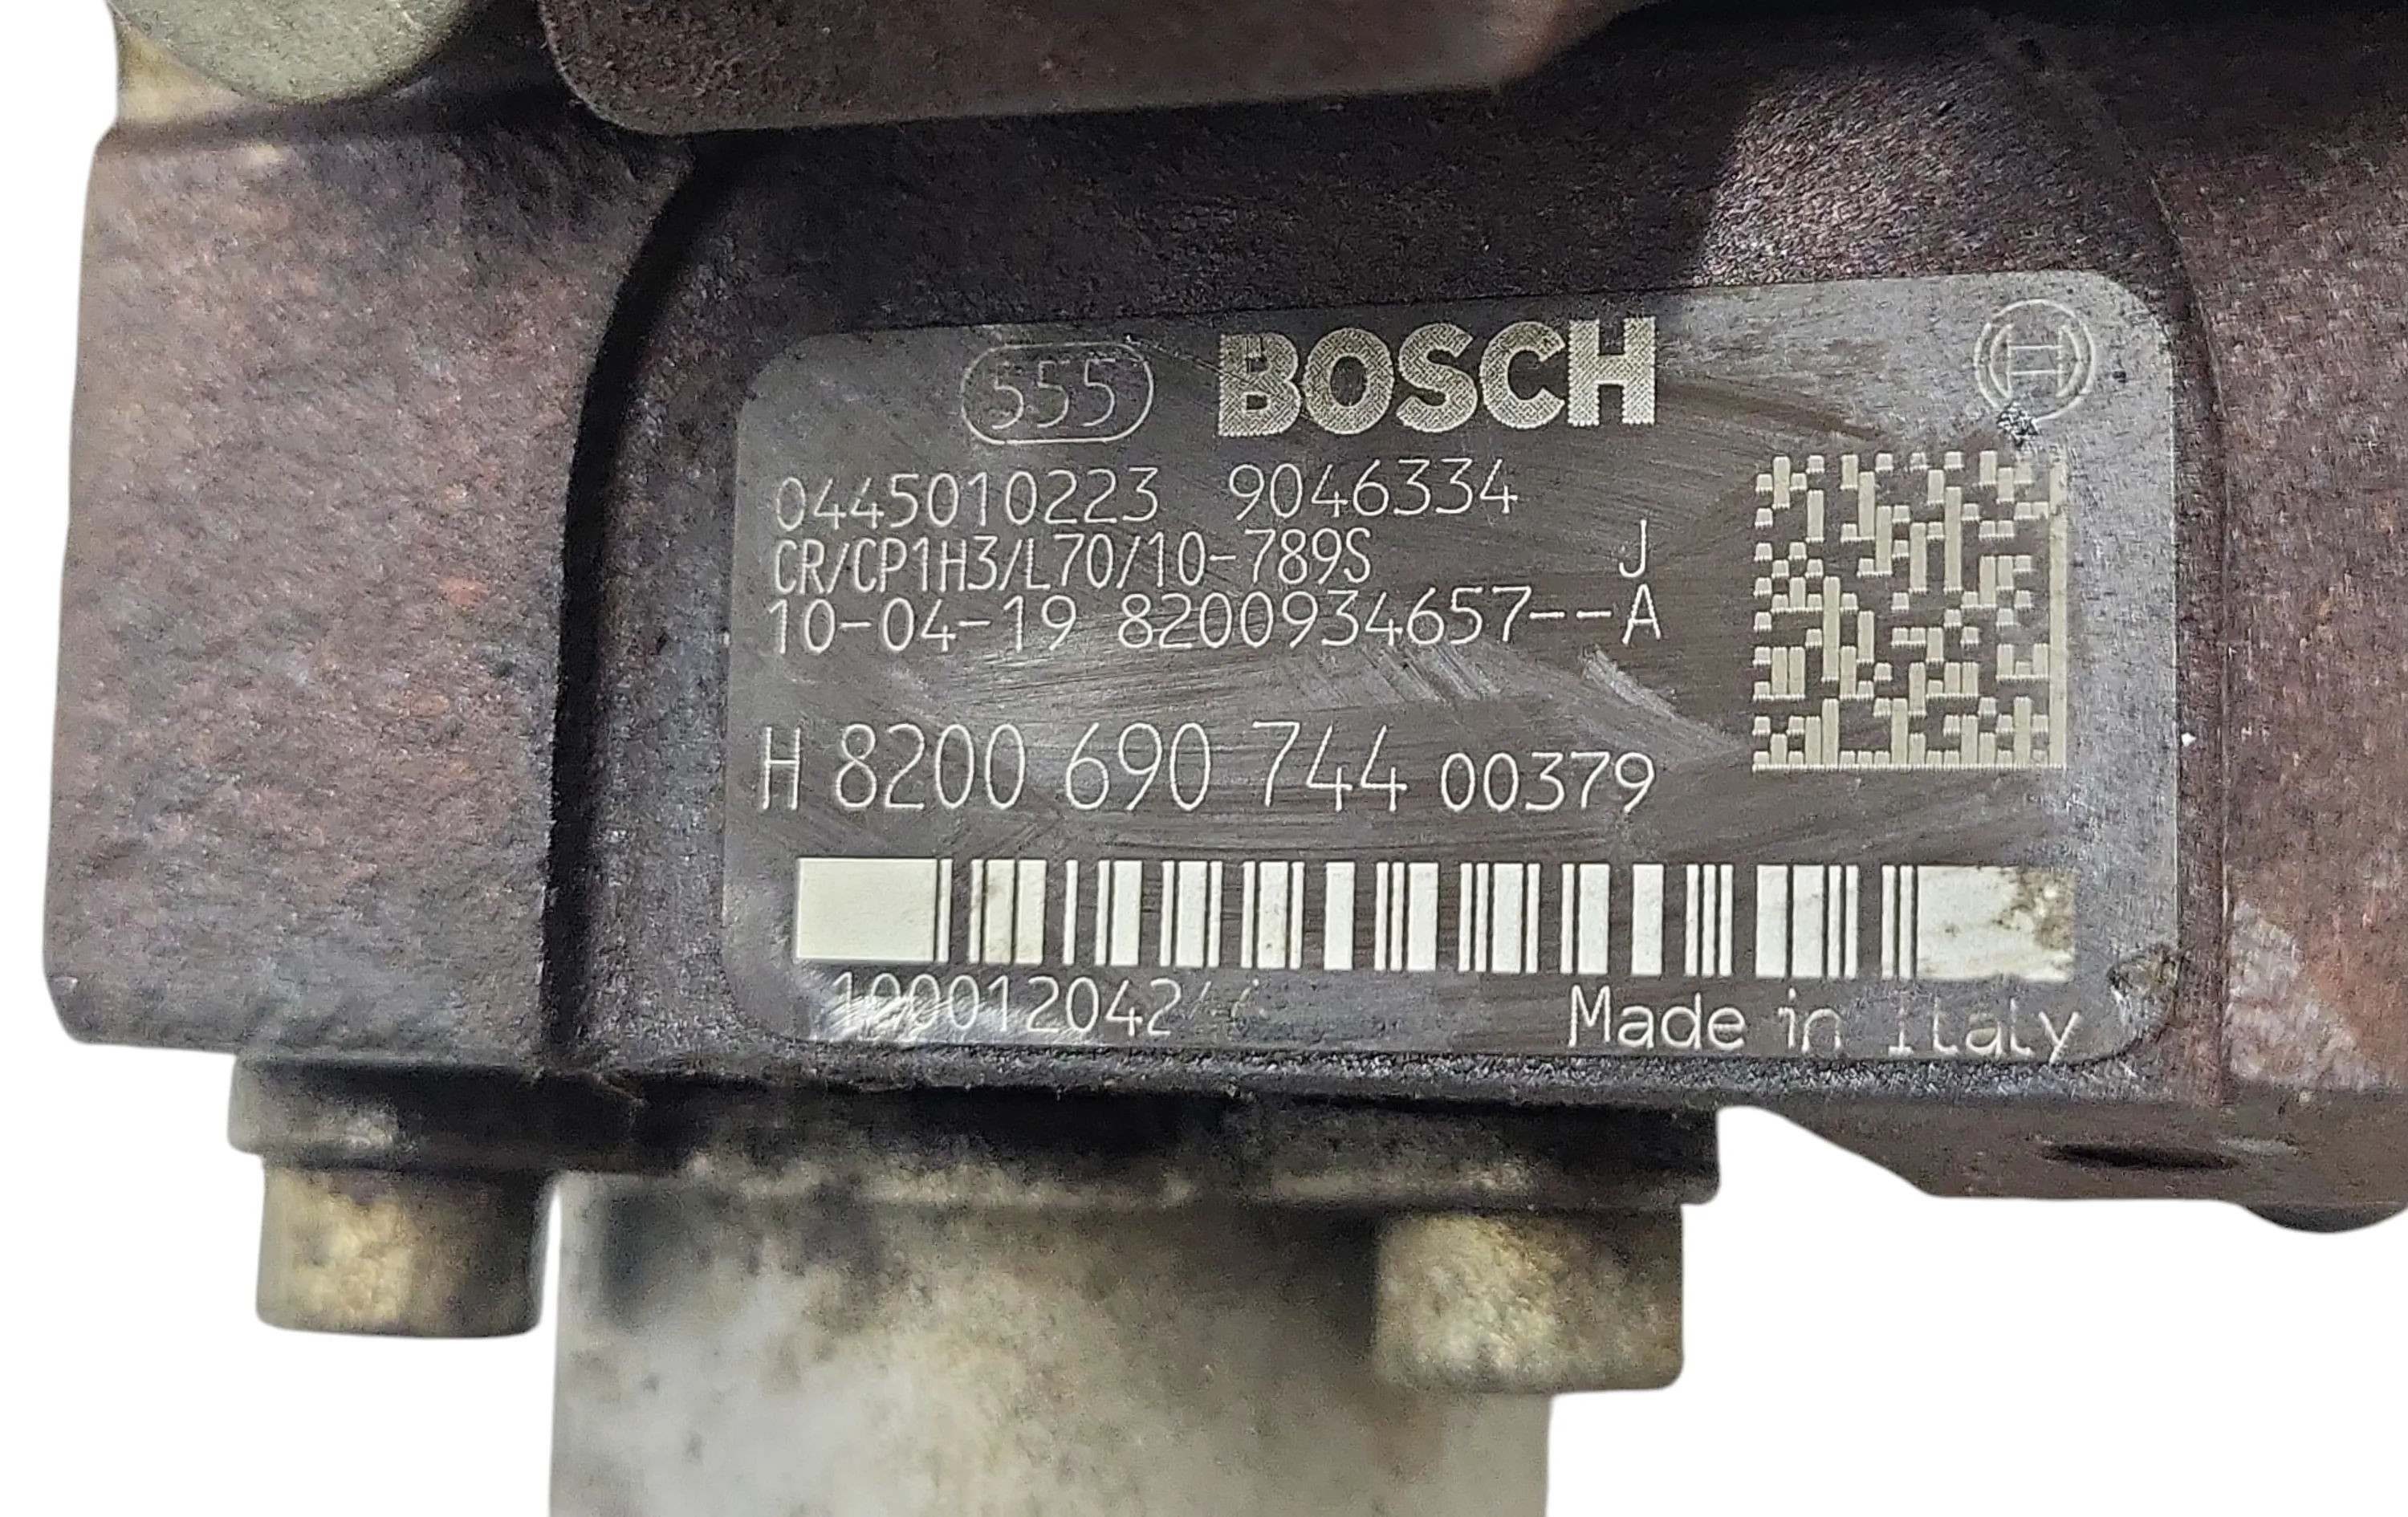 555 BOSCH
0445010223 9046334
CR/CP1H3/L70/10-789S J
10-04-19 8200934657--A
H 8200 690 744 00379
Made in Italy